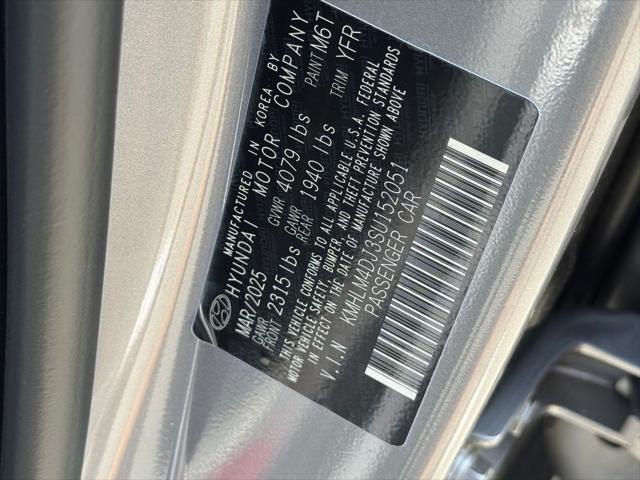 MANUFACTURED IN KOREA BY
HYUNDAI MOTOR COMPANY
MAR/2025 GVWR 4079 lbs PAINT M6T
GAWR FRONT 2315 lbs GAWR REAR 1940 lbs TRIM YFR
THIS VEHICLE CONFORMS TO ALL APPLICABLE U.S.A. FEDERAL
MOTOR VEHICLE SAFETY, BUMPER, AND THEFT PREVENTION STANDARDS
IN EFFECT ON THE DATE OF MANUFACTURE SHOWN ABOVE
V.I.N KMHLM4DJ3SU152051
PASSENGER CAR